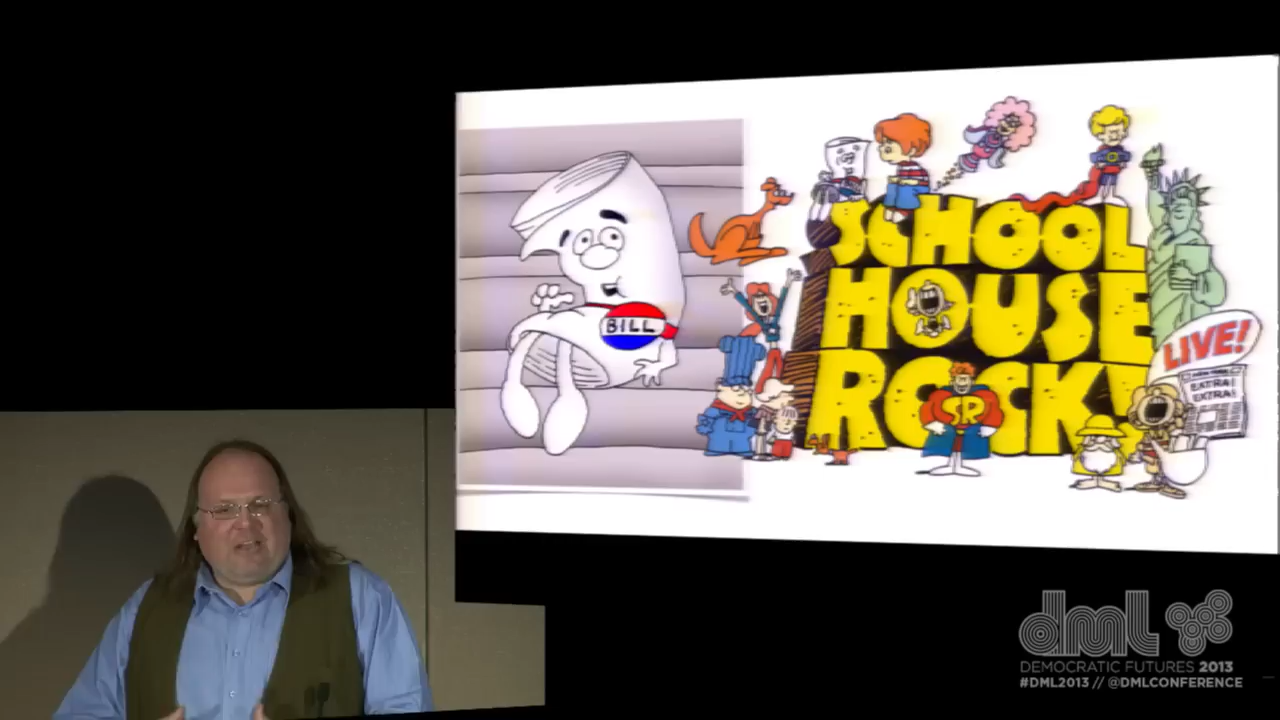 BILL
SCHOOL
HOUSE
ROCK!
LIVE!
EXTRA!
EXTRA!
SR
dml
DEMOCRATIC FUTURES 2013
#DML2013 // @DMLCONFERENCE